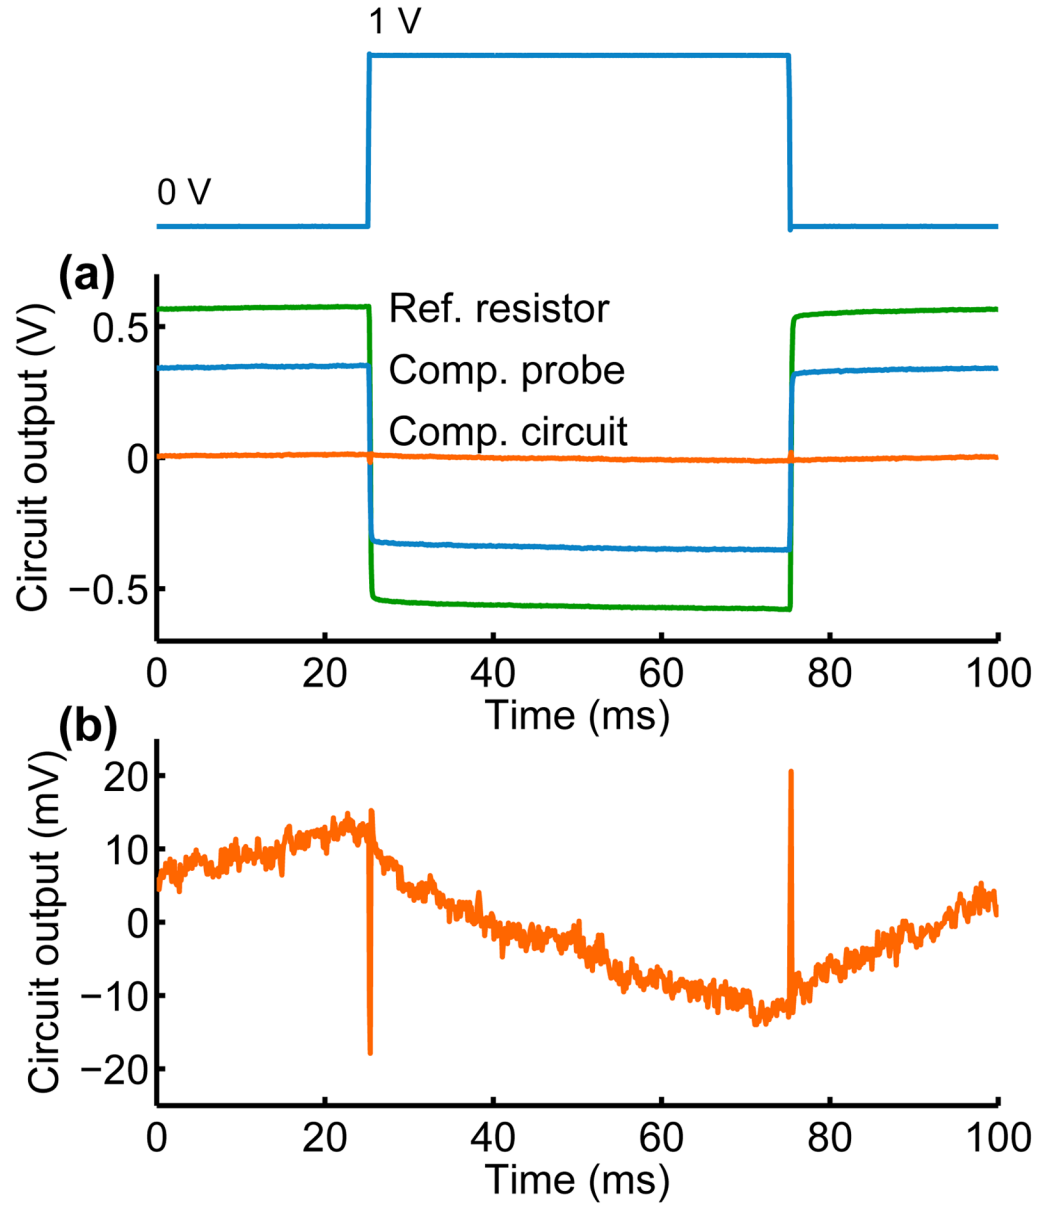 1 V
0 V
(a)
Circuit output (V)
0.5
0
−0.5
Ref. resistor
Comp. probe
Comp. circuit
0 20 40 60 80 100
Time (ms)
(b)
Circuit output (mV)
20
10
0
−10
−20
0 20 40 60 80 100
Time (ms)